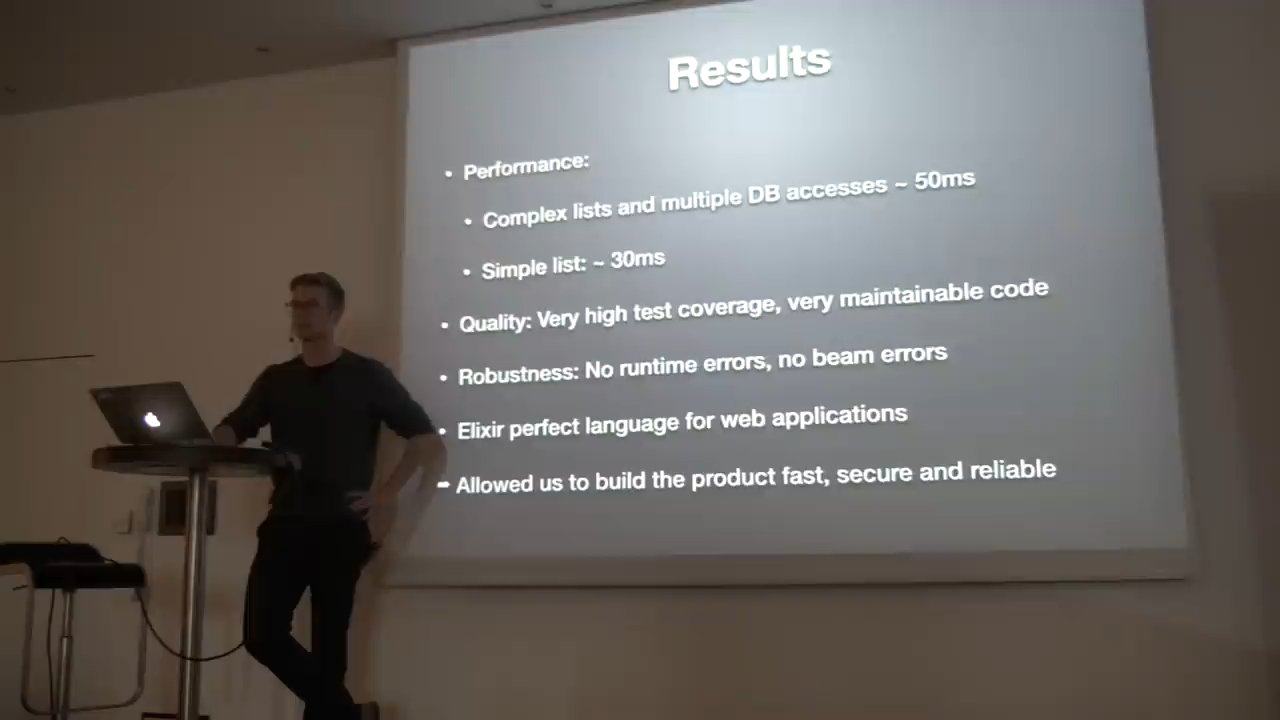 Results
• Performance:
• Complex lists and multiple DB accesses ~ 50ms
• Simple list: ~ 30ms
• Quality: Very high test coverage, very maintainable code
• Robustness: No runtime errors, no beam errors
• Elixir perfect language for web applications
➡ Allowed us to build the product fast, secure and reliable